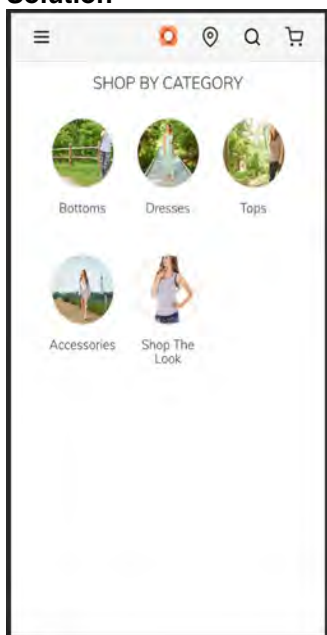 Solution
SHOP BY CATEGORY
Bottoms
Dresses
Tops
Accessories
Shop The
Look